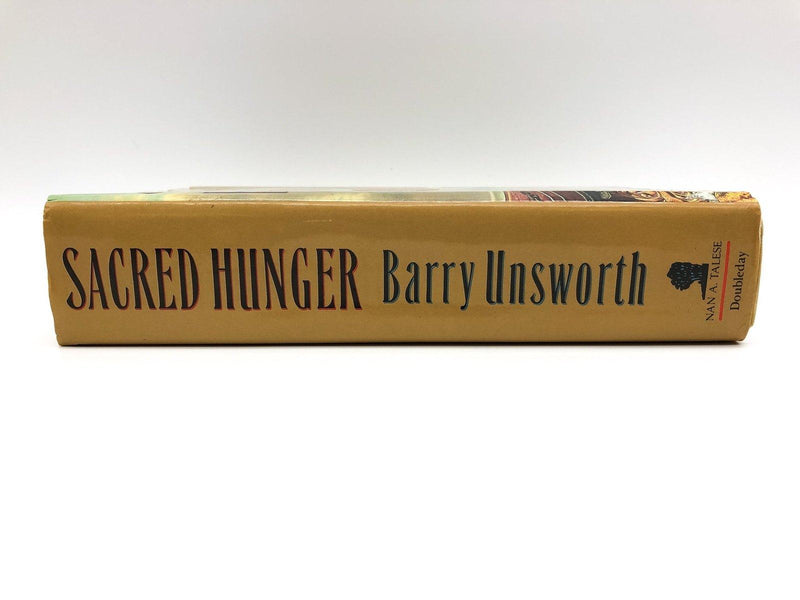 SACRED HUNGER Barry Unsworth
NAN A. TALESE
Doubleday